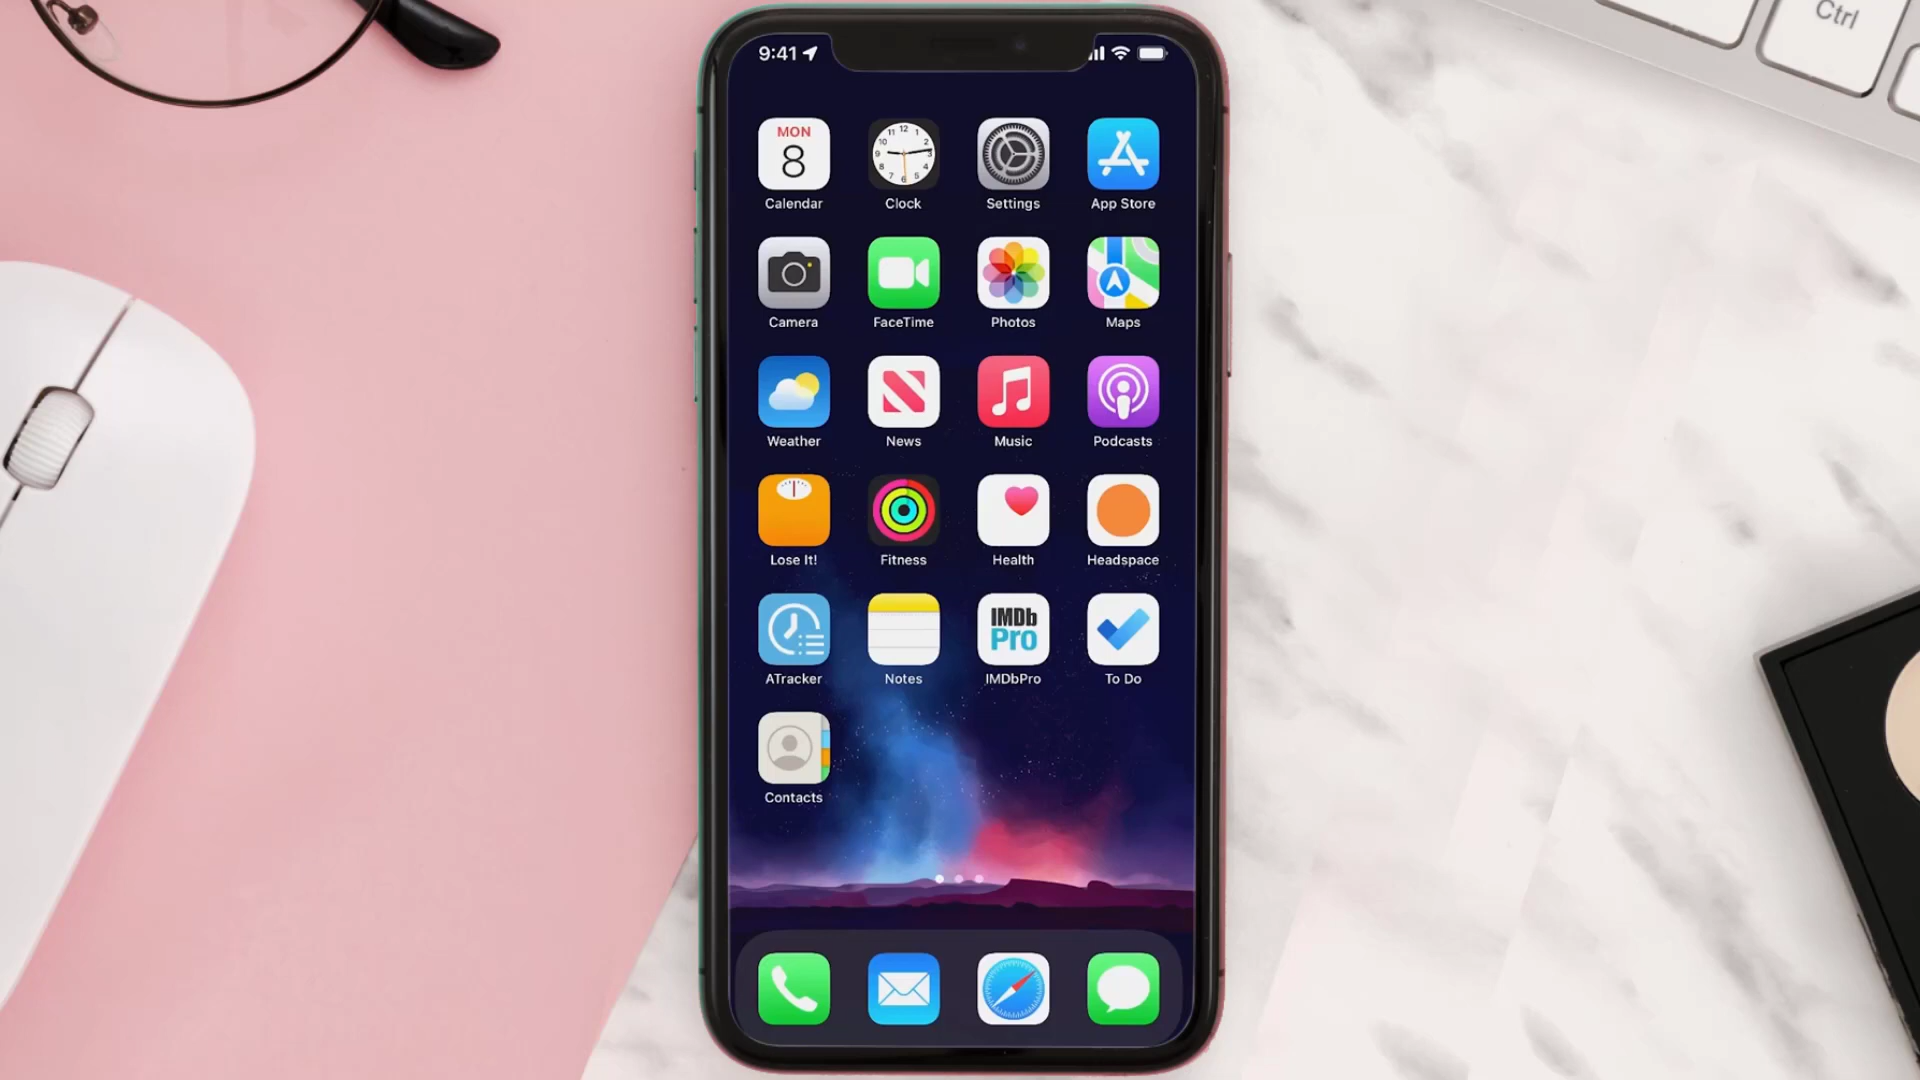 Ctrl
9:41
MON
8
Calendar
Clock
Settings
App Store
Camera
FaceTime
Photos
Maps
Weather
News
Music
Podcasts
Lose It!
Fitness
Health
Headspace
IMDb
Pro
ATracker
Notes
IMDbPro
To Do
Contacts